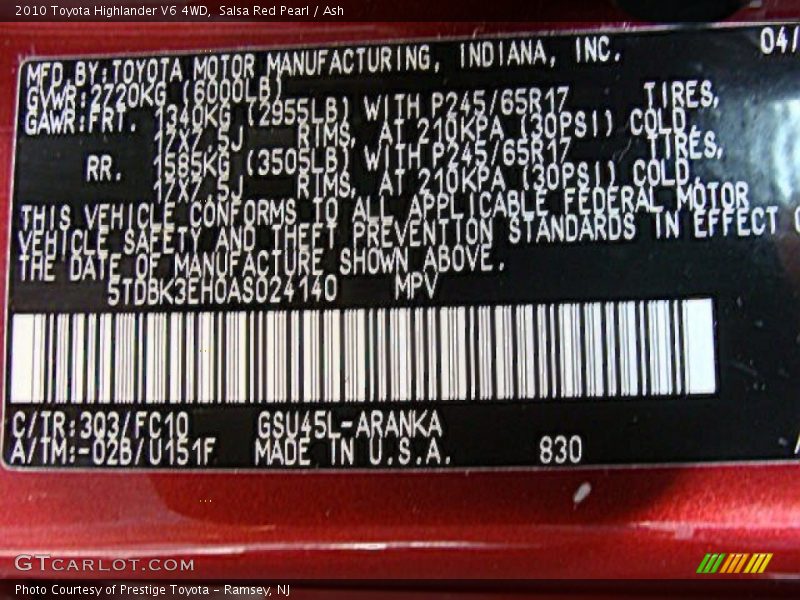 2010 Toyota Highlander V6 4WD,  Salsa Red Pearl / Ash
04/
MFD.BY:TOYOTA MOTOR MANUFACTURING, INDIANA, INC.
GVWR:2720KG (6000LB)
GAWR:FRT. 1340KG (2955LB) WITH P245/65R17 TIRES,
17X7.5J RIMS, AT 210KPA (30PSI) COLD.
RR. 1585KG (3505LB) WITH P245/65R17 TIRES,
17X7.5J RIMS, AT 210KPA (30PSI) COLD.
THIS VEHICLE CONFORMS TO ALL APPLICABLE FEDERAL MOTOR
VEHICLE SAFETY AND THEFT PREVENTION STANDARDS IN EFFECT
THE DATE OF MANUFACTURE SHOWN ABOVE.
5TDBK3EH0AS024140 MPV
C/TR:3Q3/FC10 GSU45L-ARANKA
A/TM:-02B/U151F MADE IN U.S.A. 830
GTCARLOT.COM
Photo Courtesy of Prestige Toyota - Ramsey, NJ